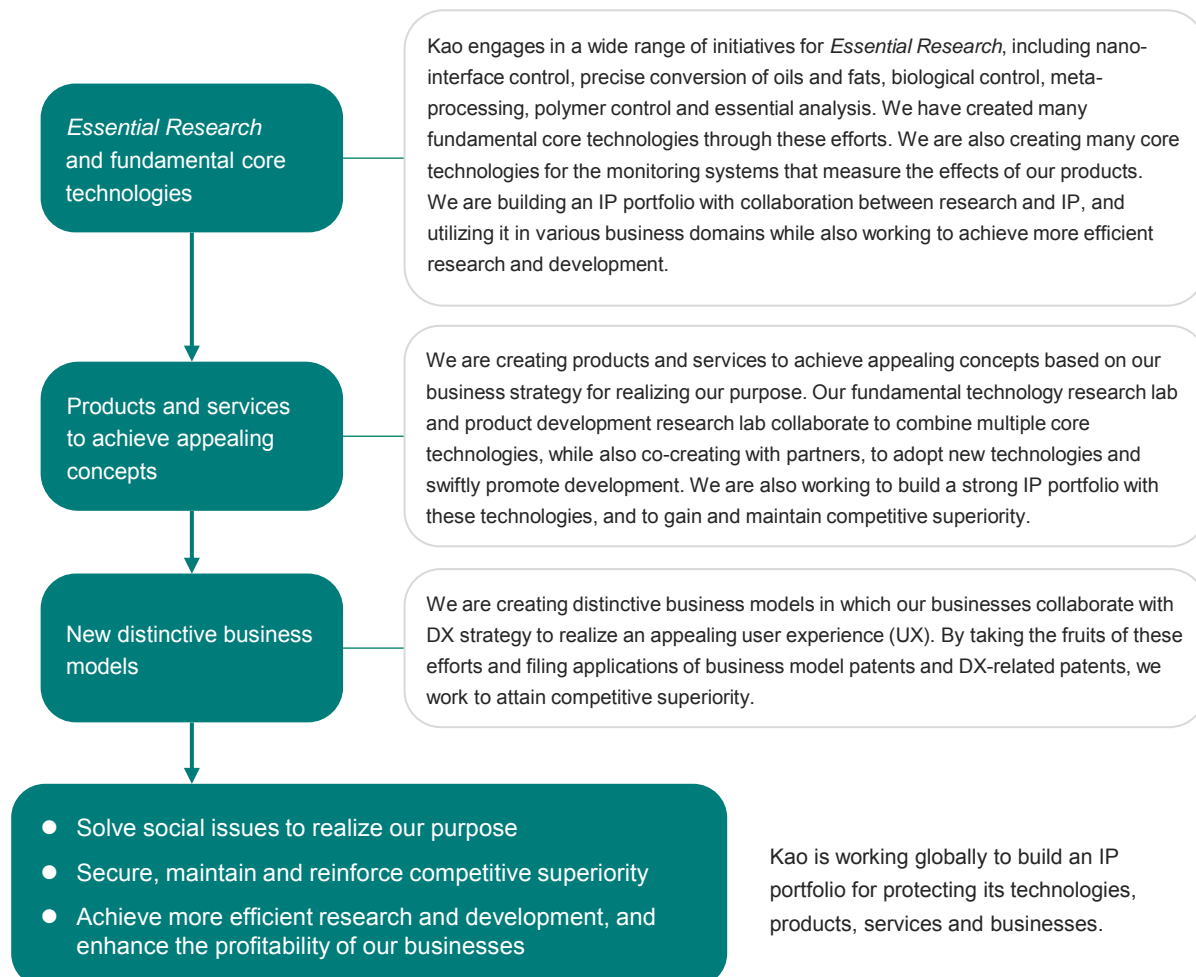 Essential Research
and fundamental core
technologies
Kao engages in a wide range of initiatives for Essential Research, including nano-
interface control, precise conversion of oils and fats, biological control, meta-
processing, polymer control and essential analysis. We have created many
fundamental core technologies through these efforts. We are also creating many core
technologies for the monitoring systems that measure the effects of our products.
We are building an IP portfolio with collaboration between research and IP, and
utilizing it in various business domains while also working to achieve more efficient
research and development.
Products and services
to achieve appealing
concepts
We are creating products and services to achieve appealing concepts based on our
business strategy for realizing our purpose. Our fundamental technology research lab
and product development research lab collaborate to combine multiple core
technologies, while also co-creating with partners, to adopt new technologies and
swiftly promote development. We are also working to build a strong IP portfolio with
these technologies, and to gain and maintain competitive superiority.
New distinctive business
models
We are creating distinctive business models in which our businesses collaborate with
DX strategy to realize an appealing user experience (UX). By taking the fruits of these
efforts and filing applications of business model patents and DX-related patents, we
work to attain competitive superiority.
● Solve social issues to realize our purpose
● Secure, maintain and reinforce competitive superiority
● Achieve more efficient research and development, and
enhance the profitability of our businesses
Kao is working globally to build an IP
portfolio for protecting its technologies,
products, services and businesses.